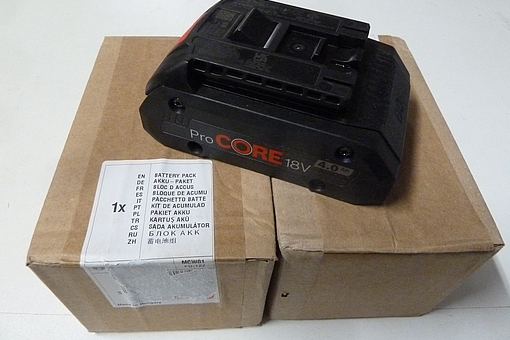 ProCORE18V 4.0
EN BATTERY PACK
DE AKKU-PAKET
FR BLOC D ACCUS
ES BLOQUE DE ACUMU
IT PACCHETTO BATTE
1x PT KIT DE ACUMULAD
PL PAKIET AKKU
TR KARTUŞ AKÜ
CS SADA AKUMULÁTOR
RU БЛОК АКК
ZH 蓄电池组